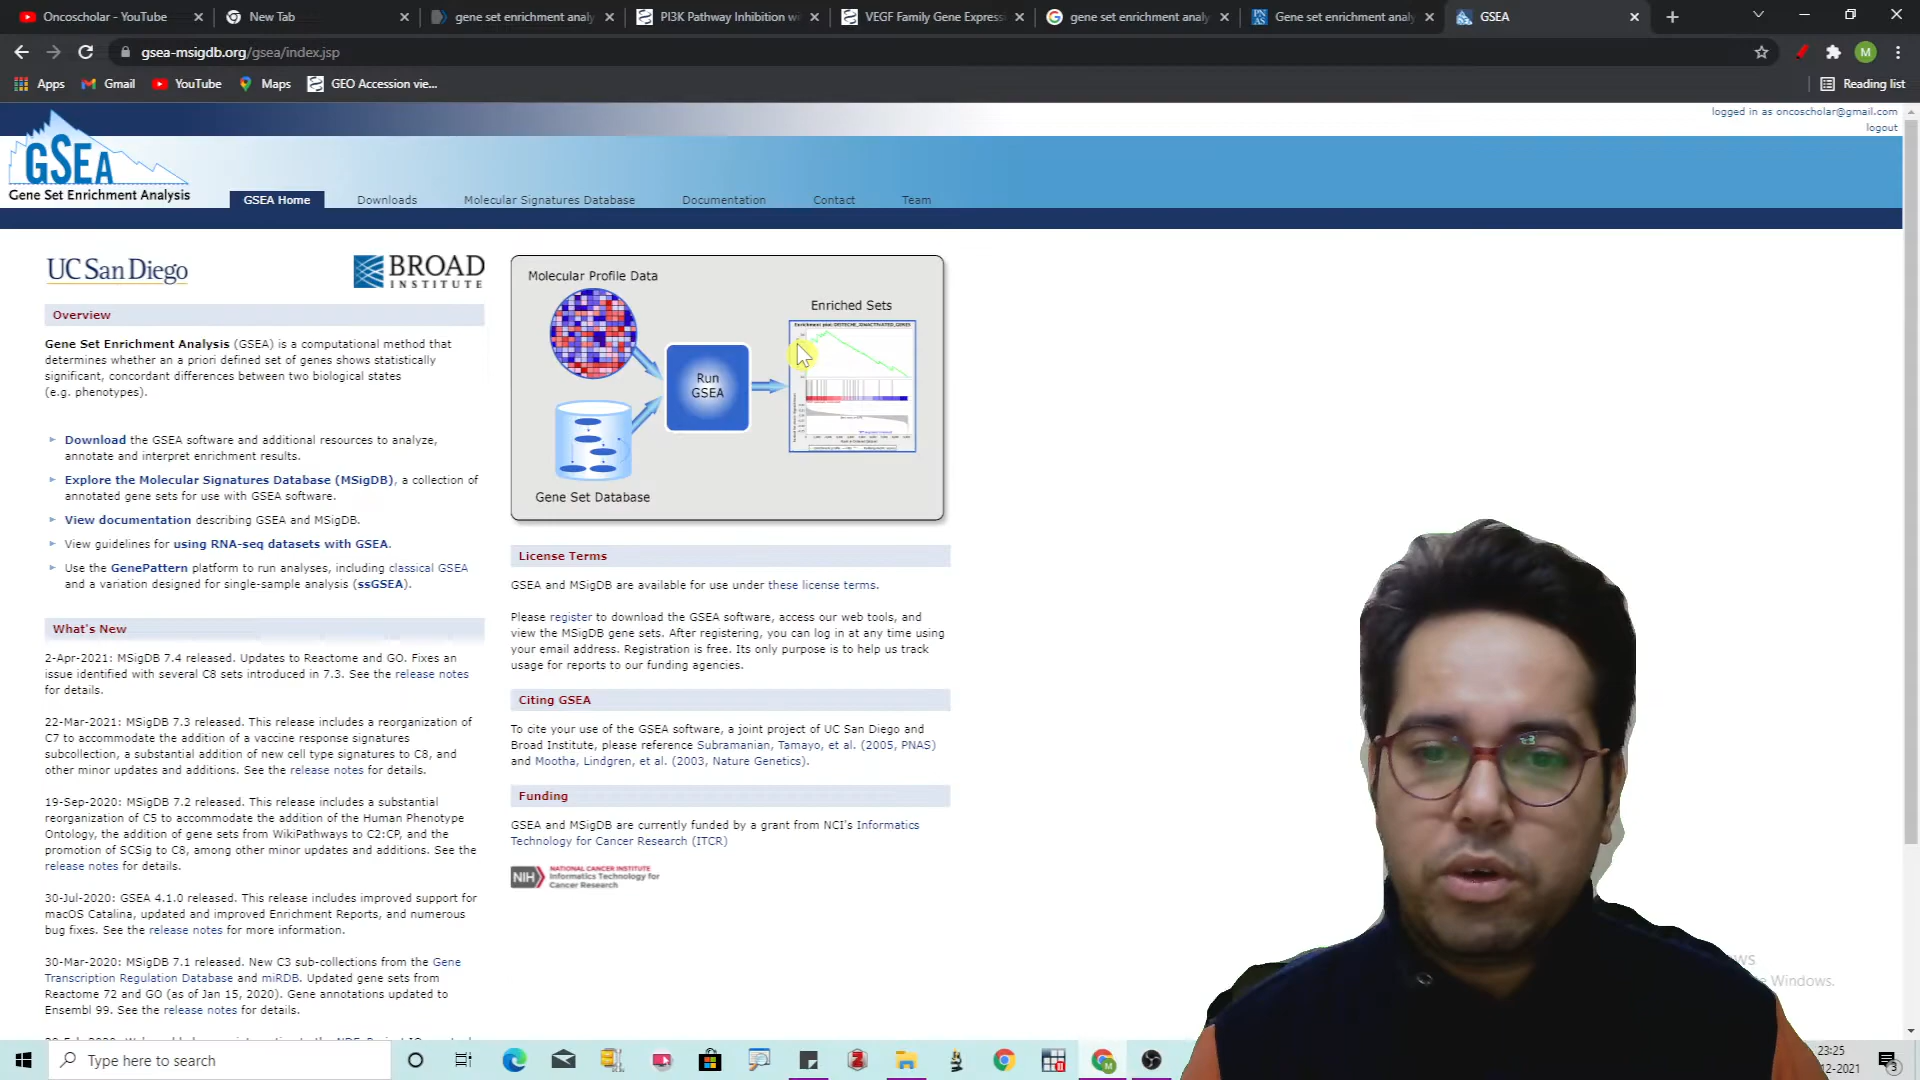 Oncoscholar - YouTube
New Tab
gene set enrichment analy
PI3K Pathway Inhibition wi
VEGF Family Gene Express
gene set enrichment analy
Gene set enrichment analy
GSEA
gsea-msigdb.org/gsea/index.jsp
M
Apps
Gmail
YouTube
Maps
GEO Accession vie...
Reading list
logged in as oncoscholar@gmail.com
logout
GSEA
Gene Set Enrichment Analysis
GSEA Home
Downloads
Molecular Signatures Database
Documentation
Contact
Team
UC San Diego
BROAD
INSTITUTE
Overview
Gene Set Enrichment Analysis (GSEA) is a computational method that
determines whether an a priori defined set of genes shows statistically
significant, concordant differences between two biological states
(e.g. phenotypes).
Download the GSEA software and additional resources to analyze,
annotate and interpret enrichment results.
Explore the Molecular Signatures Database (MSigDB), a collection of
annotated gene sets for use with GSEA software.
View documentation describing GSEA and MSigDB.
View guidelines for using RNA-seq datasets with GSEA.
Use the GenePattern platform to run analyses, including classical GSEA
and a variation designed for single-sample analysis (ssGSEA).
What's New
2-Apr-2021: MSigDB 7.4 released. Updates to Reactome and GO. Fixes an
issue identified with several C8 sets introduced in 7.3. See the release notes
for details.
22-Mar-2021: MSigDB 7.3 released. This release includes a reorganization of
C7 to accommodate the addition of a vaccine response signatures
subcollection, a substantial addition of new cell type signatures to C8, and
other minor updates and additions. See the release notes for details.
19-Sep-2020: MSigDB 7.2 released. This release includes a substantial
reorganization of C5 to accommodate the addition of the Human Phenotype
Ontology, the addition of gene sets from WikiPathways to C2:CP, and the
promotion of SCSig to C8, among other minor updates and additions. See the
release notes for details.
30-Jul-2020: GSEA 4.1.0 released. This release includes improved support for
macOS Catalina, updated and improved Enrichment Reports, and numerous
bug fixes. See the release notes for more information.
30-Mar-2020: MSigDB 7.1 released. New C3 sub-collections from the Gene
Transcription Regulation Database and miRDB. Updated gene sets from
Reactome 72 and GO (as of Jan 15, 2020). Gene annotations updated to
Ensembl 99. See the release notes for details.
Molecular Profile Data
Enriched Sets
Run
GSEA
Gene Set Database
License Terms
GSEA and MSigDB are available for use under these license terms.
Please register to download the GSEA software, access our web tools, and
view the MSigDB gene sets. After registering, you can log in at any time using
your email address. Registration is free. Its only purpose is to help us track
usage for reports to our funding agencies.
Citing GSEA
To cite your use of the GSEA software, a joint project of UC San Diego and
Broad Institute, please reference Subramanian, Tamayo, et al. (2005, PNAS)
and Mootha, Lindgren, et al. (2003, Nature Genetics).
Funding
GSEA and MSigDB are currently funded by a grant from NCI's Informatics
Technology for Cancer Research (ITCR)
NIH
NATIONAL CANCER INSTITUTE
Informatics Technology for
Cancer Research
Windows.
Type here to search
23:25
12-2021
3